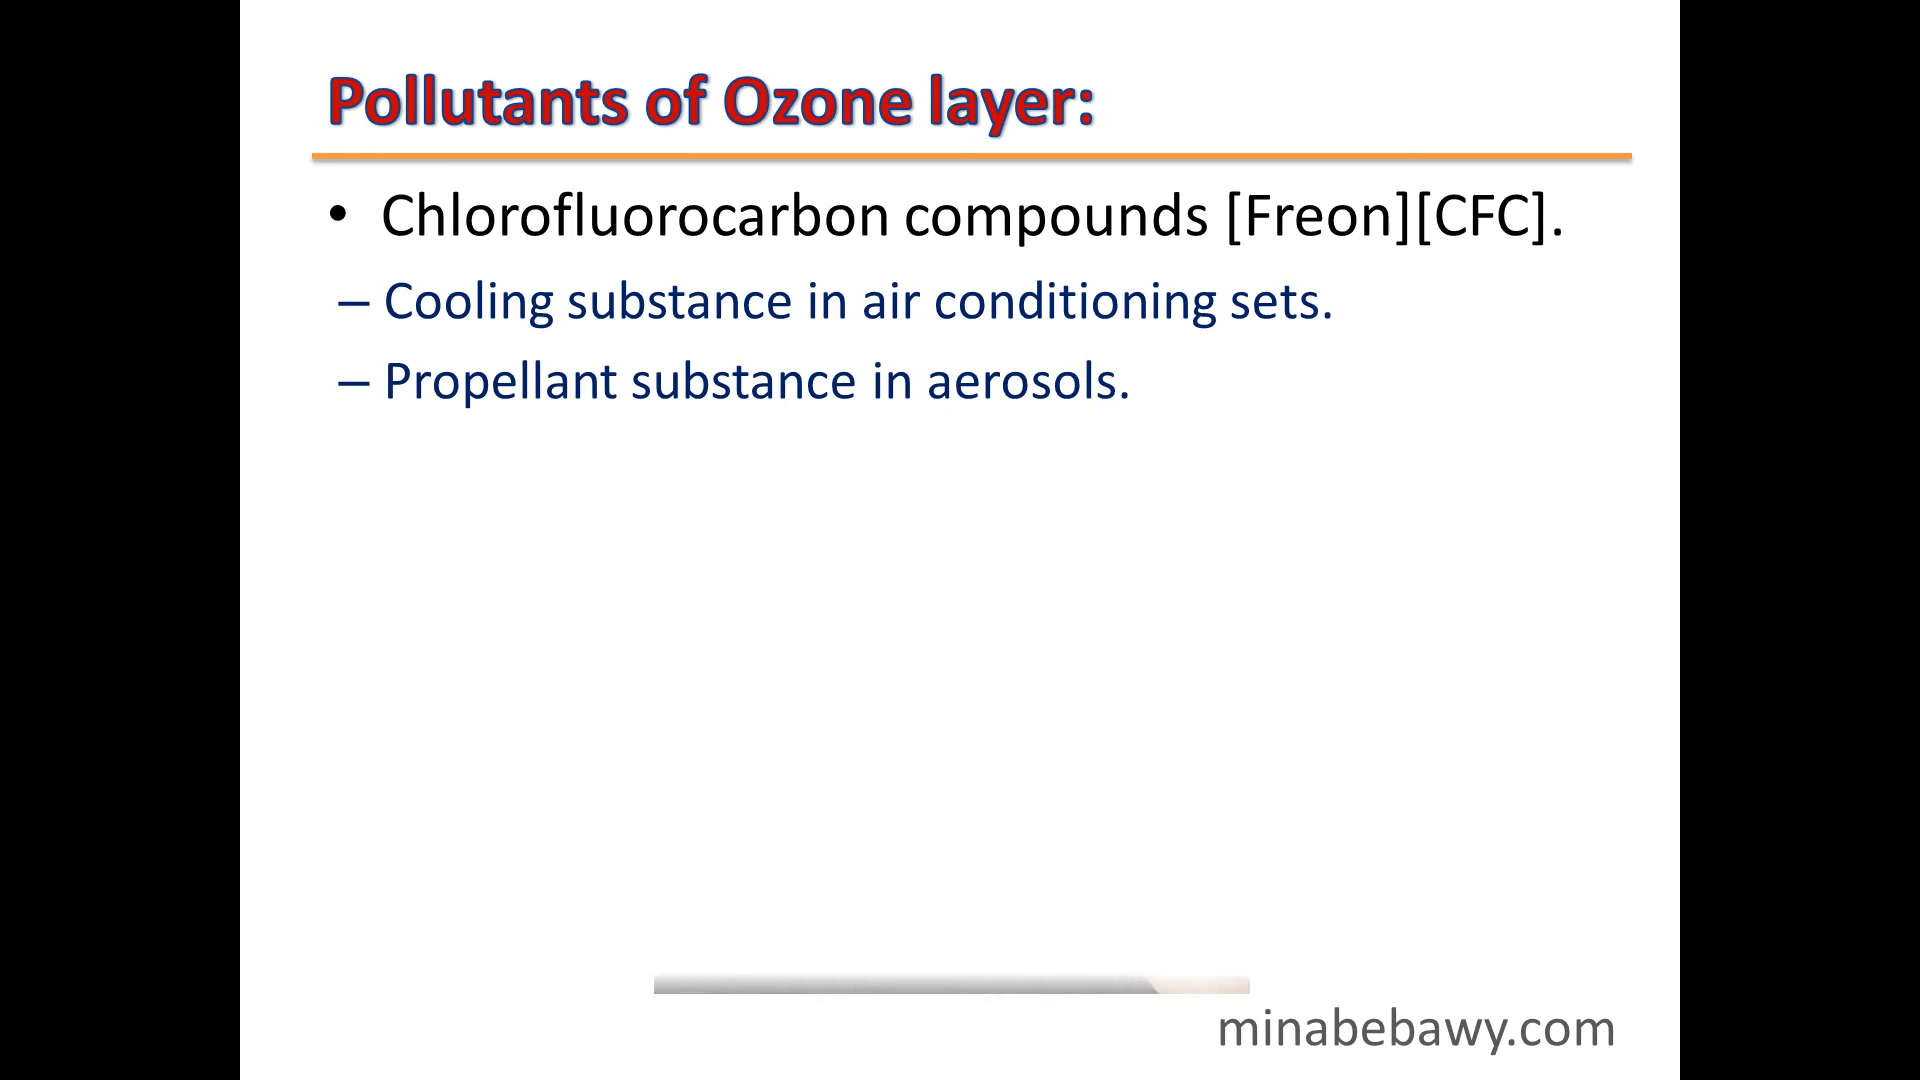 Pollutants of Ozone layer:
• Chlorofluorocarbon compounds [Freon][CFC].
– Cooling substance in air conditioning sets.
– Propellant substance in aerosols.
minabebawy.com